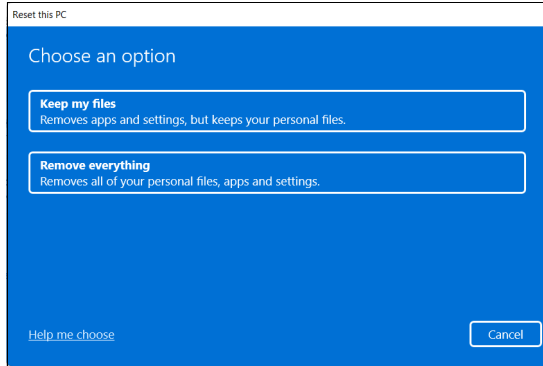 Reset this PC
Choose an option
Keep my files
Removes apps and settings, but keeps your personal files.
Remove everything
Removes all of your personal files, apps and settings.
Help me choose
Cancel